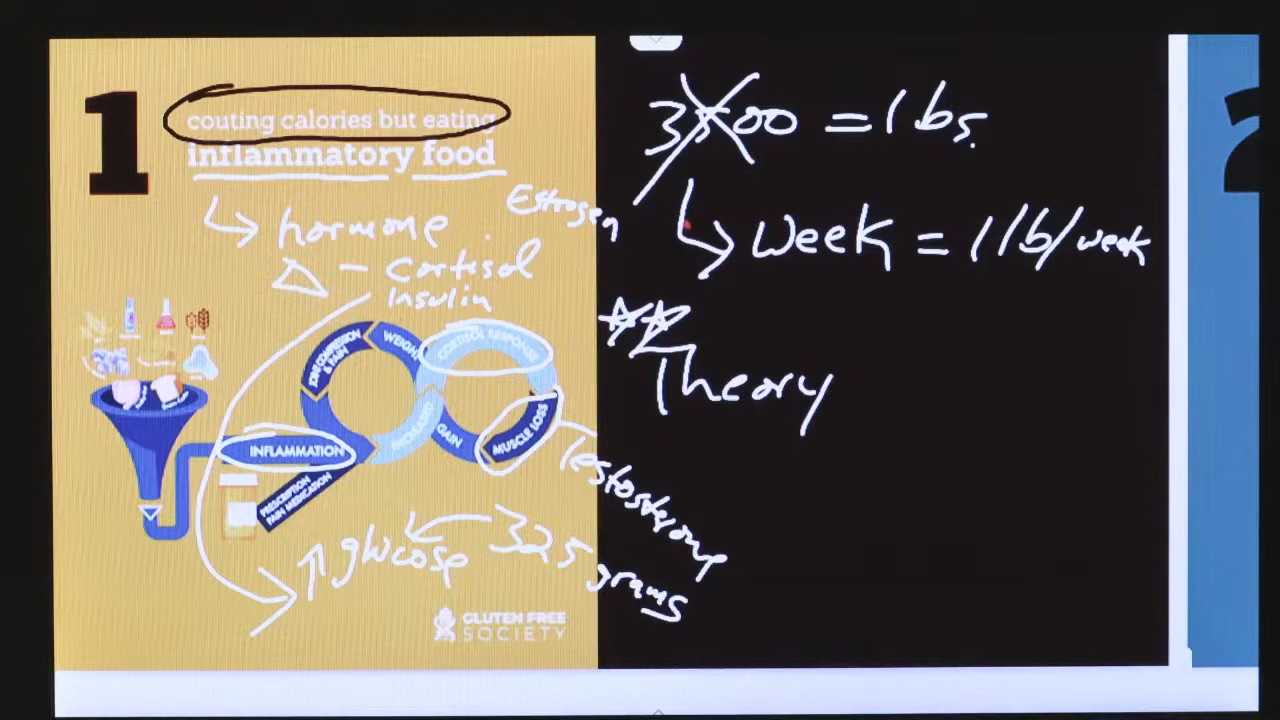 1
couting calories but eating
inflammatory food
hormone
Estrogen
△ - Cortisol
Insulin
JOINT COMPRESSION
& PAIN
WEIGHT
CORTISOL RESPONSE
MUSCLE LOSS
GAIN
INCREASED
INFLAMMATION
PRESCRIPTION
PAIN MEDICATION
Testosterone
↑ glucose ← 325 grams
GLUTEN FREE
SOCIETY
3500 = 1 lbs.
week = 1 lb/week
Theory
2